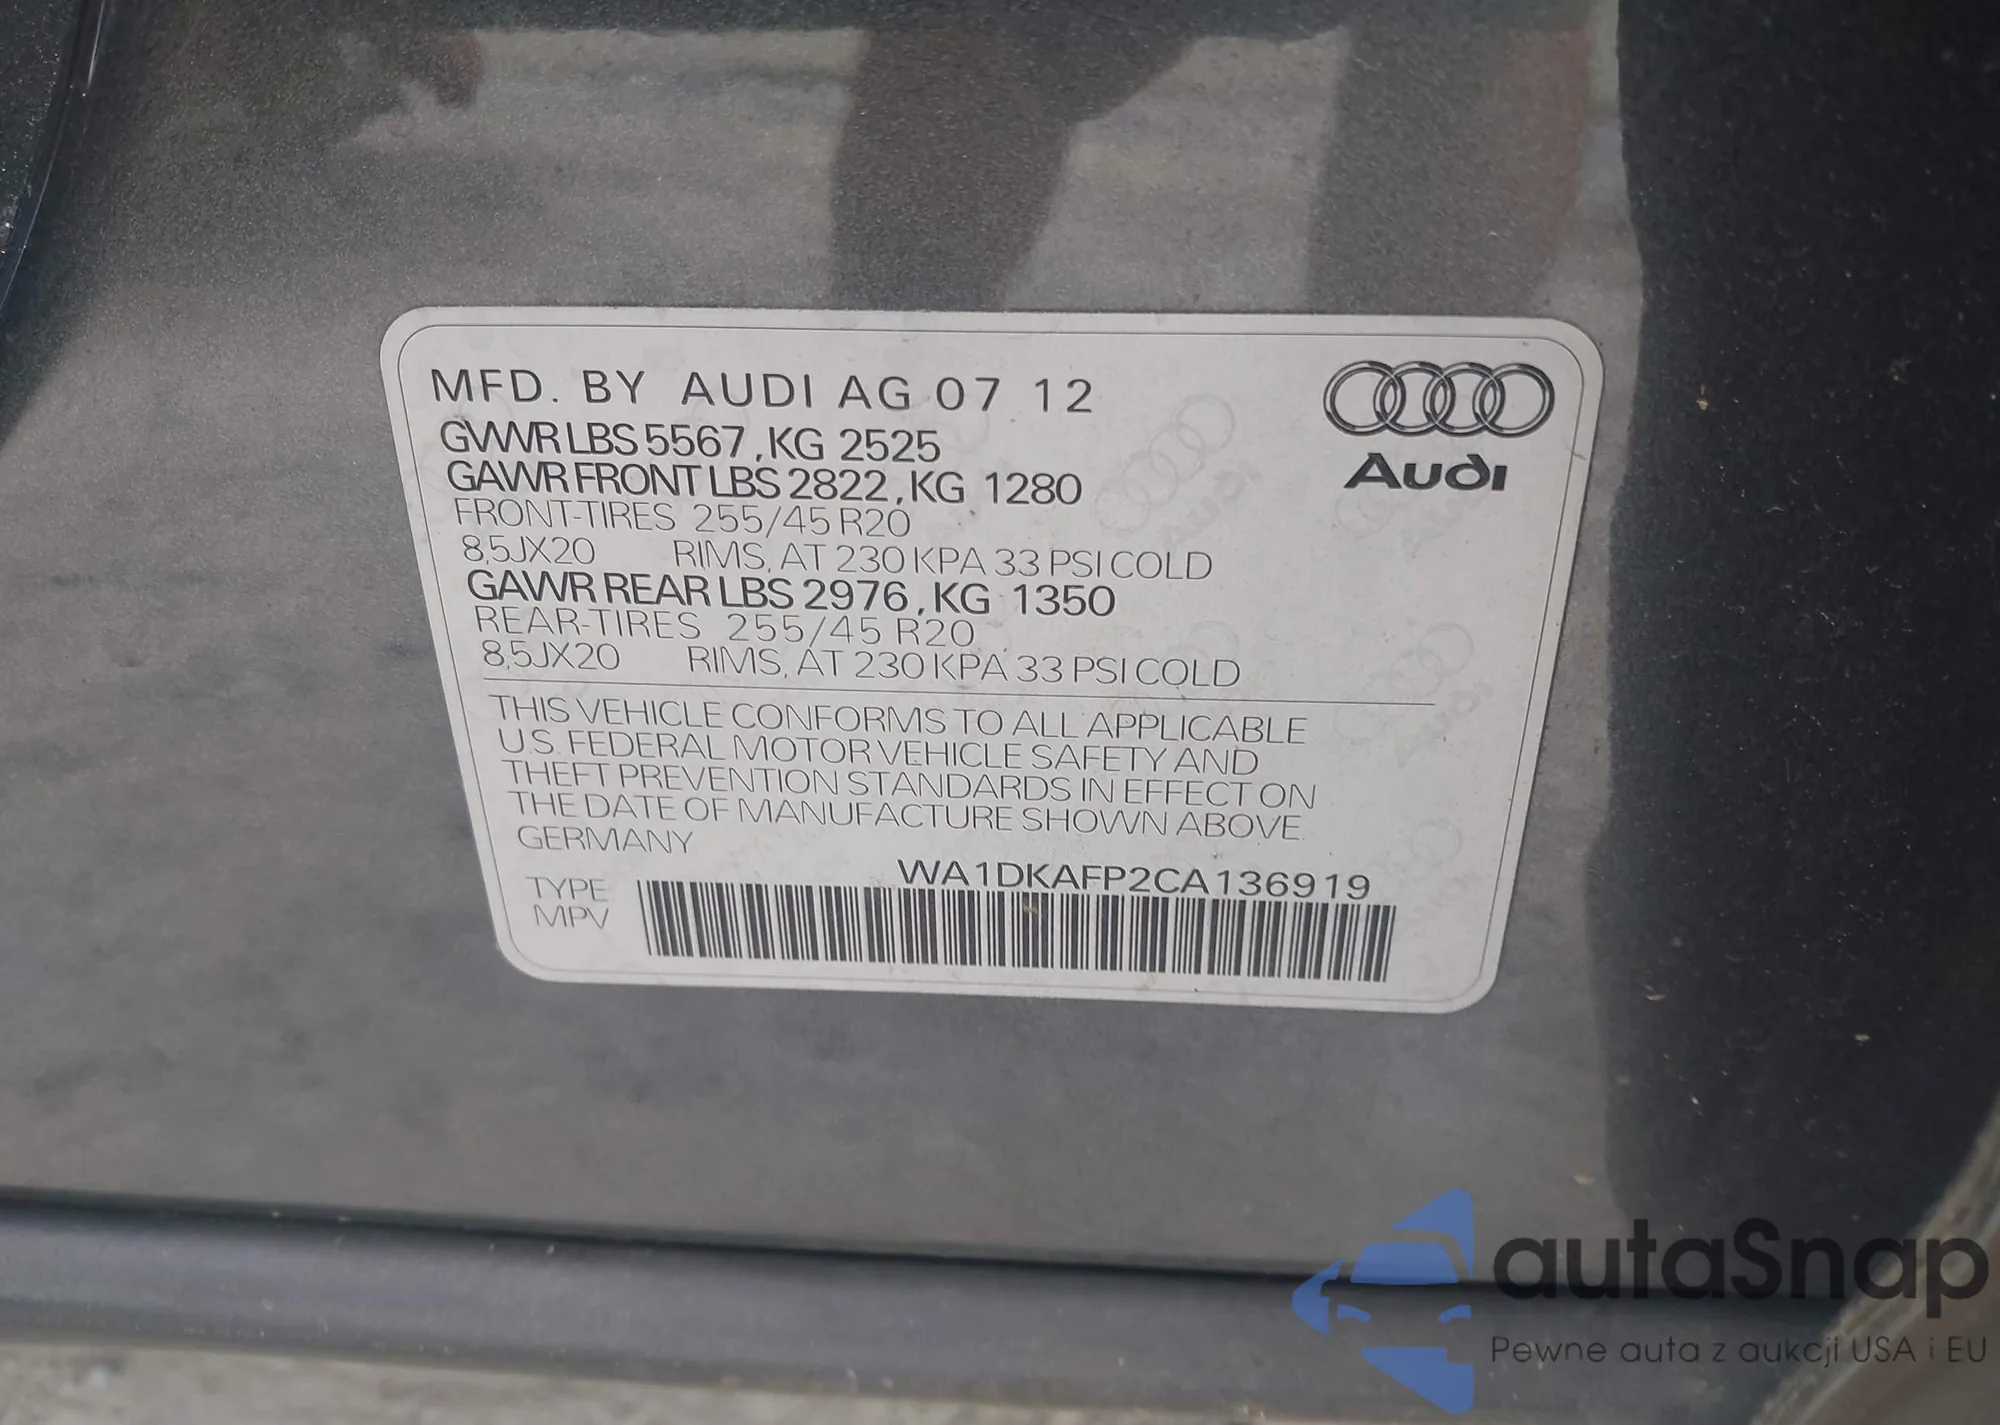 MFD. BY AUDI AG 07 12
GVWR LBS 5567, KG 2525
GAWR FRONT LBS 2822, KG 1280
FRONT-TIRES 255/45 R20
8,5JX20 RIMS, AT 230 KPA 33 PSI COLD
GAWR REAR LBS 2976, KG 1350
REAR-TIRES 255/45 R20
8,5JX20 RIMS, AT 230 KPA 33 PSI COLD
Audi
THIS VEHICLE CONFORMS TO ALL APPLICABLE
U.S. FEDERAL MOTOR VEHICLE SAFETY AND
THEFT PREVENTION STANDARDS IN EFFECT ON
THE DATE OF MANUFACTURE SHOWN ABOVE
GERMANY
WA1DKAFP2CA136919
TYPE
MPV
autaSnap
Pewne auta z aukcji USA i EU